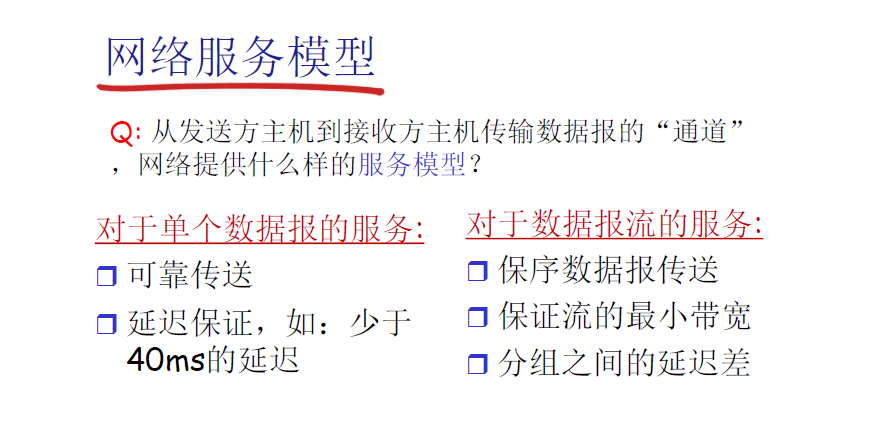 网络服务模型
Q: 从发送方主机到接收方主机传输数据报的“通道”
，网络提供什么样的服务模型？
对于单个数据报的服务:
可靠传送
延迟保证，如：少于
40ms的延迟
对于数据报流的服务:
保序数据报传送
保证流的最小带宽
分组之间的延迟差